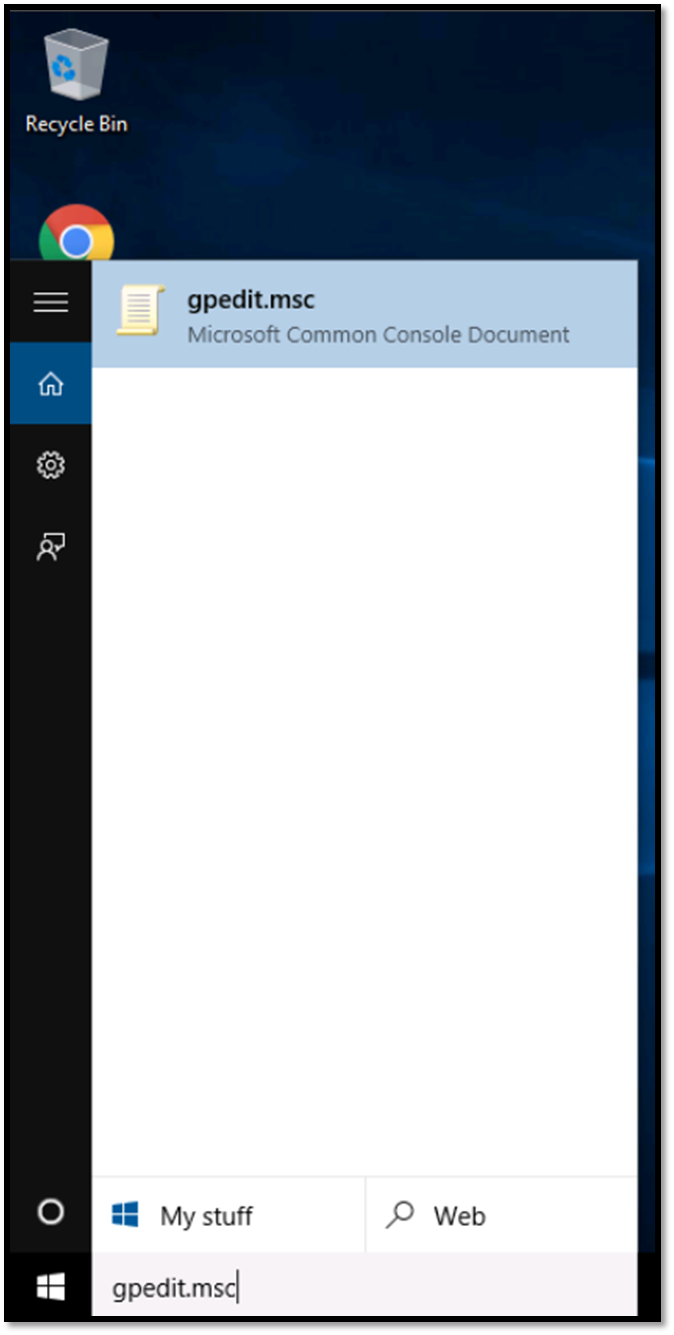 Recycle Bin
gpedit.msc
Microsoft Common Console Document
My stuff
Web
gpedit.msc